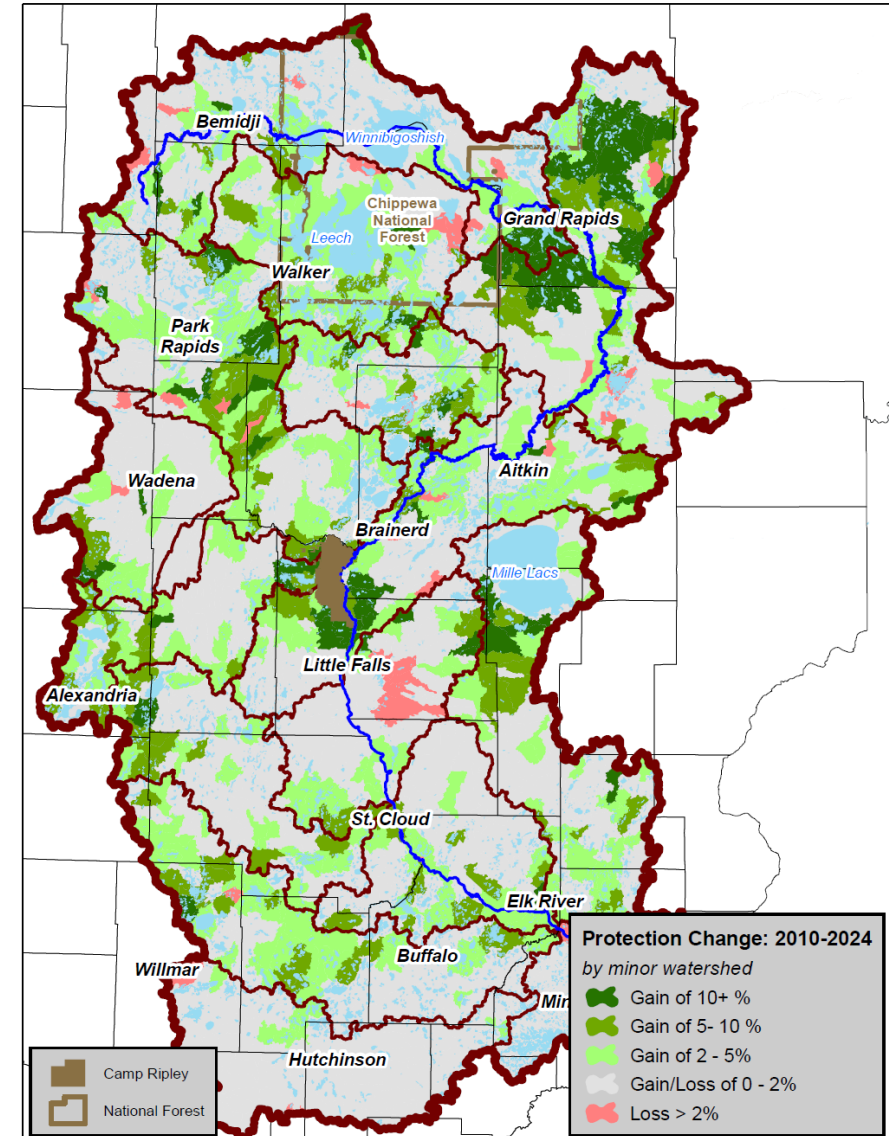 Bemidji
Winnibigoshish
Chippewa
National
Forest
Grand Rapids
Leech
Walker
Park
Rapids
Aitkin
Wadena
Brainerd
Mille Lacs
Little Falls
Alexandria
St. Cloud
Elk River
Buffalo
Willmar
Min
Hutchinson
Protection Change: 2010-2024
by minor watershed
Gain of 10+ %
Gain of 5- 10 %
Gain of 2 - 5%
Gain/Loss of 0 - 2%
Loss > 2%
Camp Ripley
National Forest